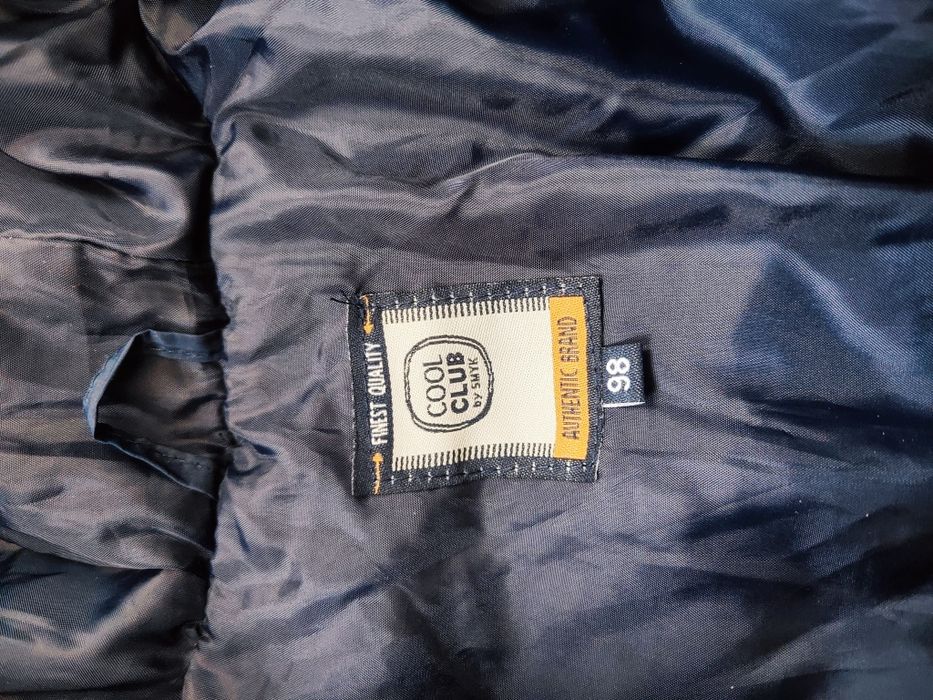 FINEST QUALITY
COOL
CLUB
by SMYK
AUTHENTIC BRAND
98